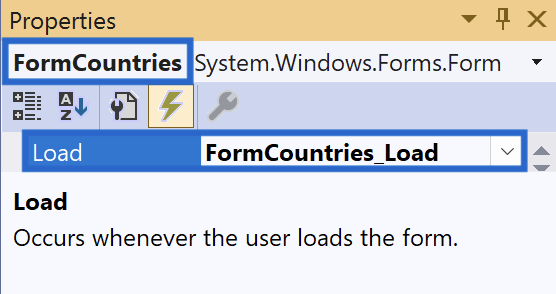 Properties
FormCountries System.Windows.Forms.Form
A
Z
Load FormCountries_Load
Load
Occurs whenever the user loads the form.